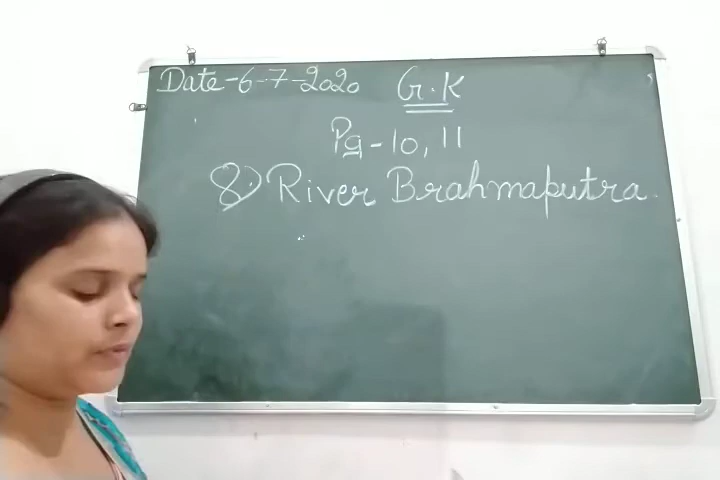 Date-6-7-2020 G.K
Pg-10, 11
8) River Brahmaputra.